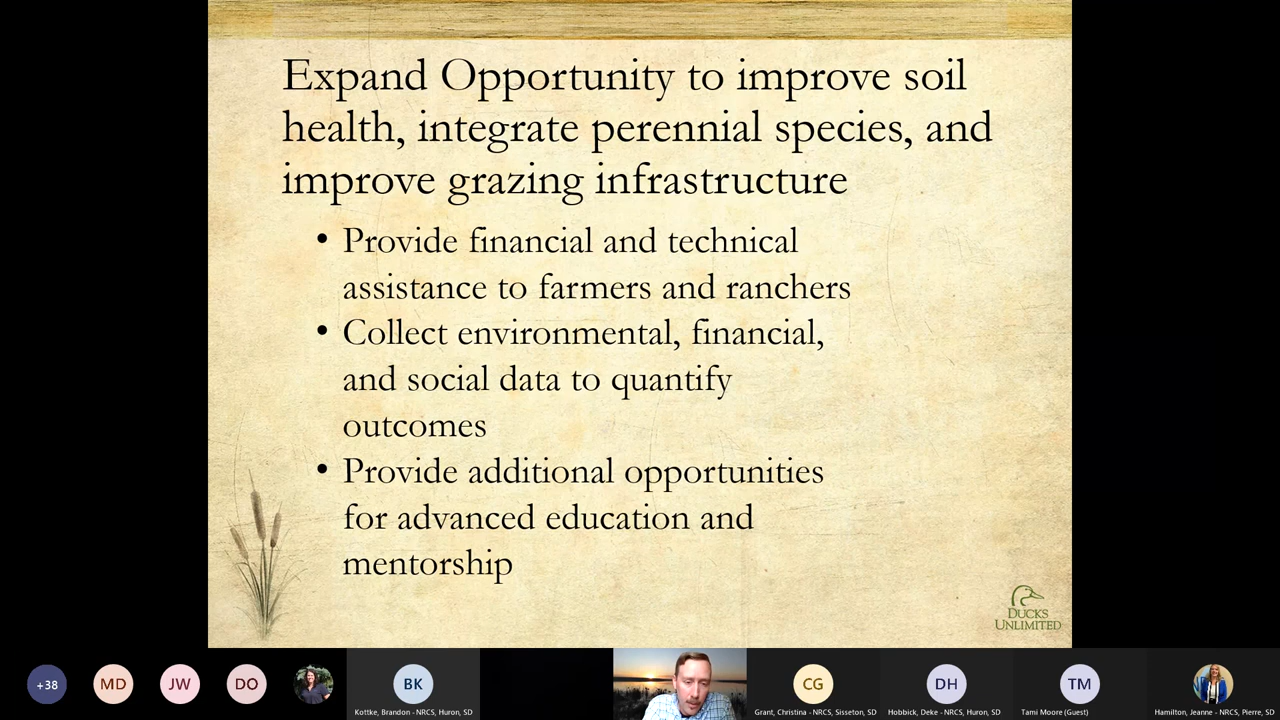 Expand Opportunity to improve soil
health, integrate perennial species, and
improve grazing infrastructure
• Provide financial and technical
assistance to farmers and ranchers
• Collect environmental, financial,
and social data to quantify
outcomes
• Provide additional opportunities
for advanced education and
mentorship
DUCKS
UNLIMITED
+38
MD
JW
DO
BK
Kottke, Brandon - NRCS, Huron, SD
CG
Grant, Christina - NRCS, Sisseton, SD
DH
Hobbick, Deke - NRCS, Huron, SD
TM
Tami Moore (Guest)
Hamilton, Jeanne - NRCS, Pierre, SD